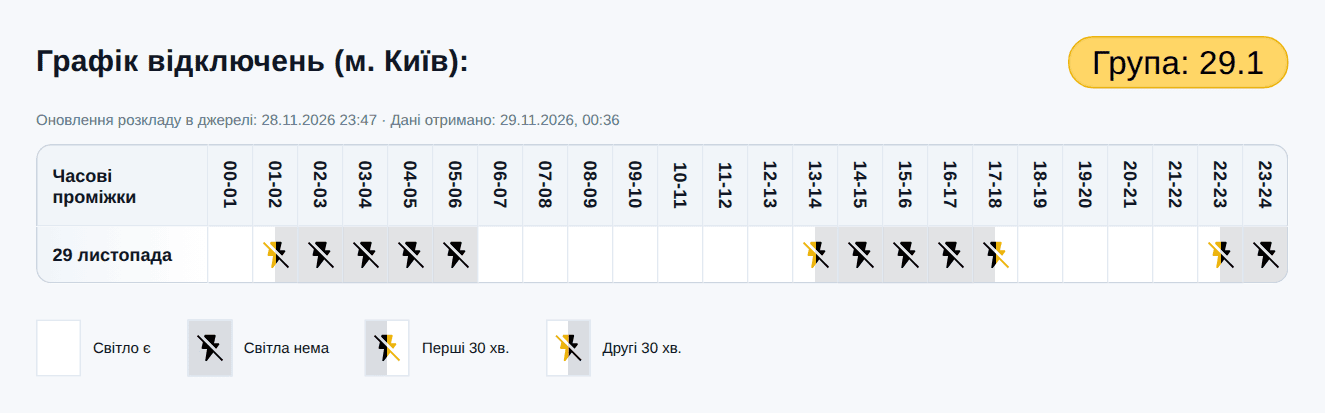 Графік відключень (м. Київ):
Група: 29.1
Оновлення розкладу в джерелі: 28.11.2026 23:47 · Дані отримано: 29.11.2026, 00:36
Часові
проміжки
00-01
01-02
02-03
03-04
04-05
05-06
06-07
07-08
08-09
09-10
10-11
11-12
12-13
13-14
14-15
15-16
16-17
17-18
18-19
19-20
20-21
21-22
22-23
23-24
29 листопада
Світло є
Світла нема
Перші 30 хв.
Другі 30 хв.